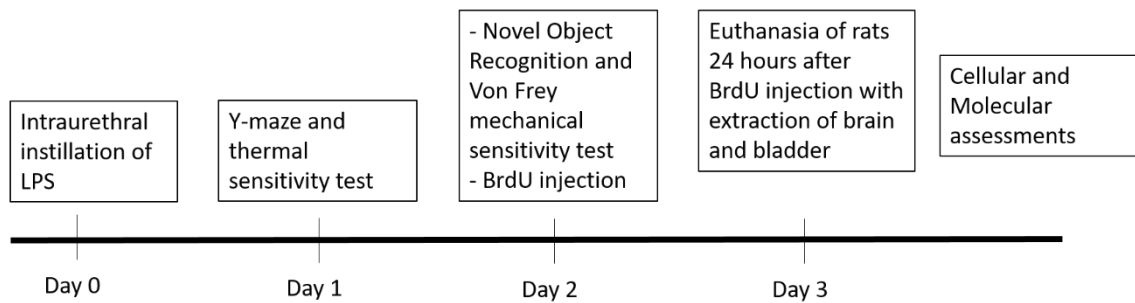 Intraurethral
instillation of
LPS
Y-maze and
thermal
sensitivity test
- Novel Object
Recognition and
Von Frey
mechanical
sensitivity test
- BrdU injection
Euthanasia of rats
24 hours after
BrdU injection with
extraction of brain
and bladder
Cellular and
Molecular
assessments
Day 0
Day 1
Day 2
Day 3